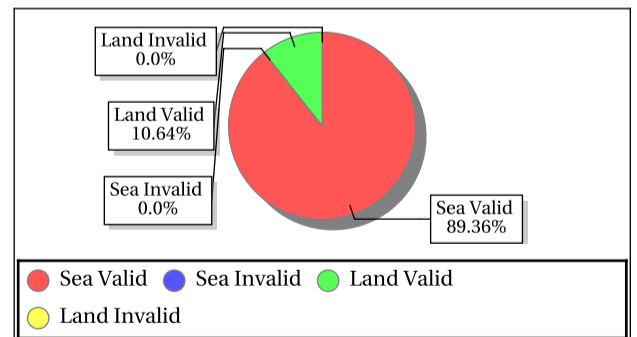 Land Invalid
0.0%
Land Valid
10.64%
Sea Invalid
0.0%
Sea Valid
89.36%
Sea Valid Sea Invalid Land Valid
Land Invalid